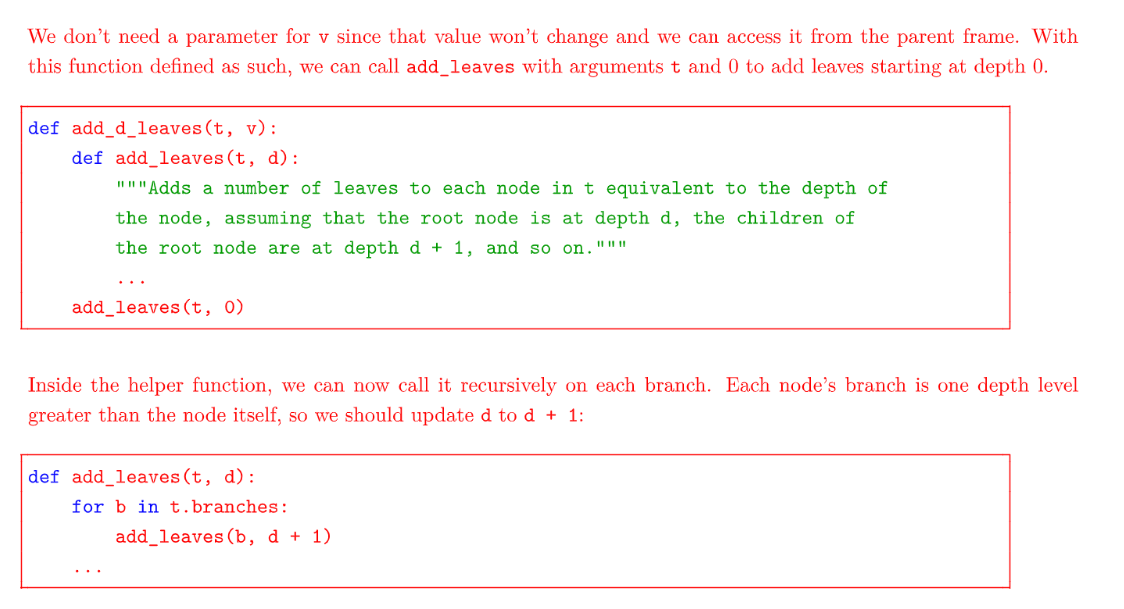 We don't need a parameter for v since that value won't change and we can access it from the parent frame. With
this function defined as such, we can call add_leaves with arguments t and 0 to add leaves starting at depth 0.
def add_d_leaves(t, v):
    def add_leaves(t, d):
        """Adds a number of leaves to each node in t equivalent to the depth of
        the node, assuming that the root node is at depth d, the children of
        the root node are at depth d + 1, and so on."""
        ...
    add_leaves(t, 0)
Inside the helper function, we can now call it recursively on each branch. Each node's branch is one depth level
greater than the node itself, so we should update d to d + 1:
def add_leaves(t, d):
    for b in t.branches:
        add_leaves(b, d + 1)
    ...